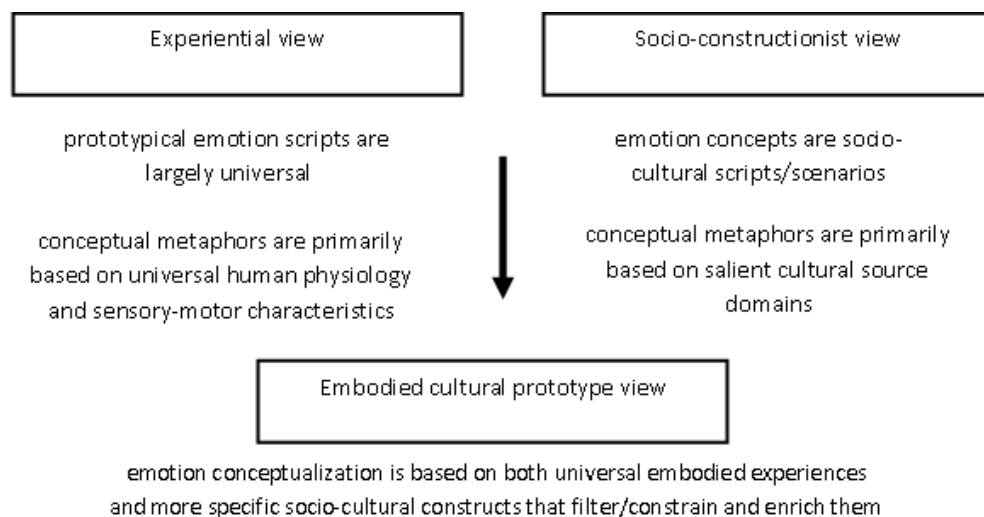 Experiential view
Socio-constructionist view
prototypical emotion scripts are
largely universal
emotion concepts are socio-
cultural scripts/scenarios
conceptual metaphors are primarily
based on universal human physiology
and sensory-motor characteristics
conceptual metaphors are primarily
based on salient cultural source
domains
Embodied cultural prototype view
emotion conceptualization is based on both universal embodied experiences
and more specific socio-cultural constructs that filter/constrain and enrich them